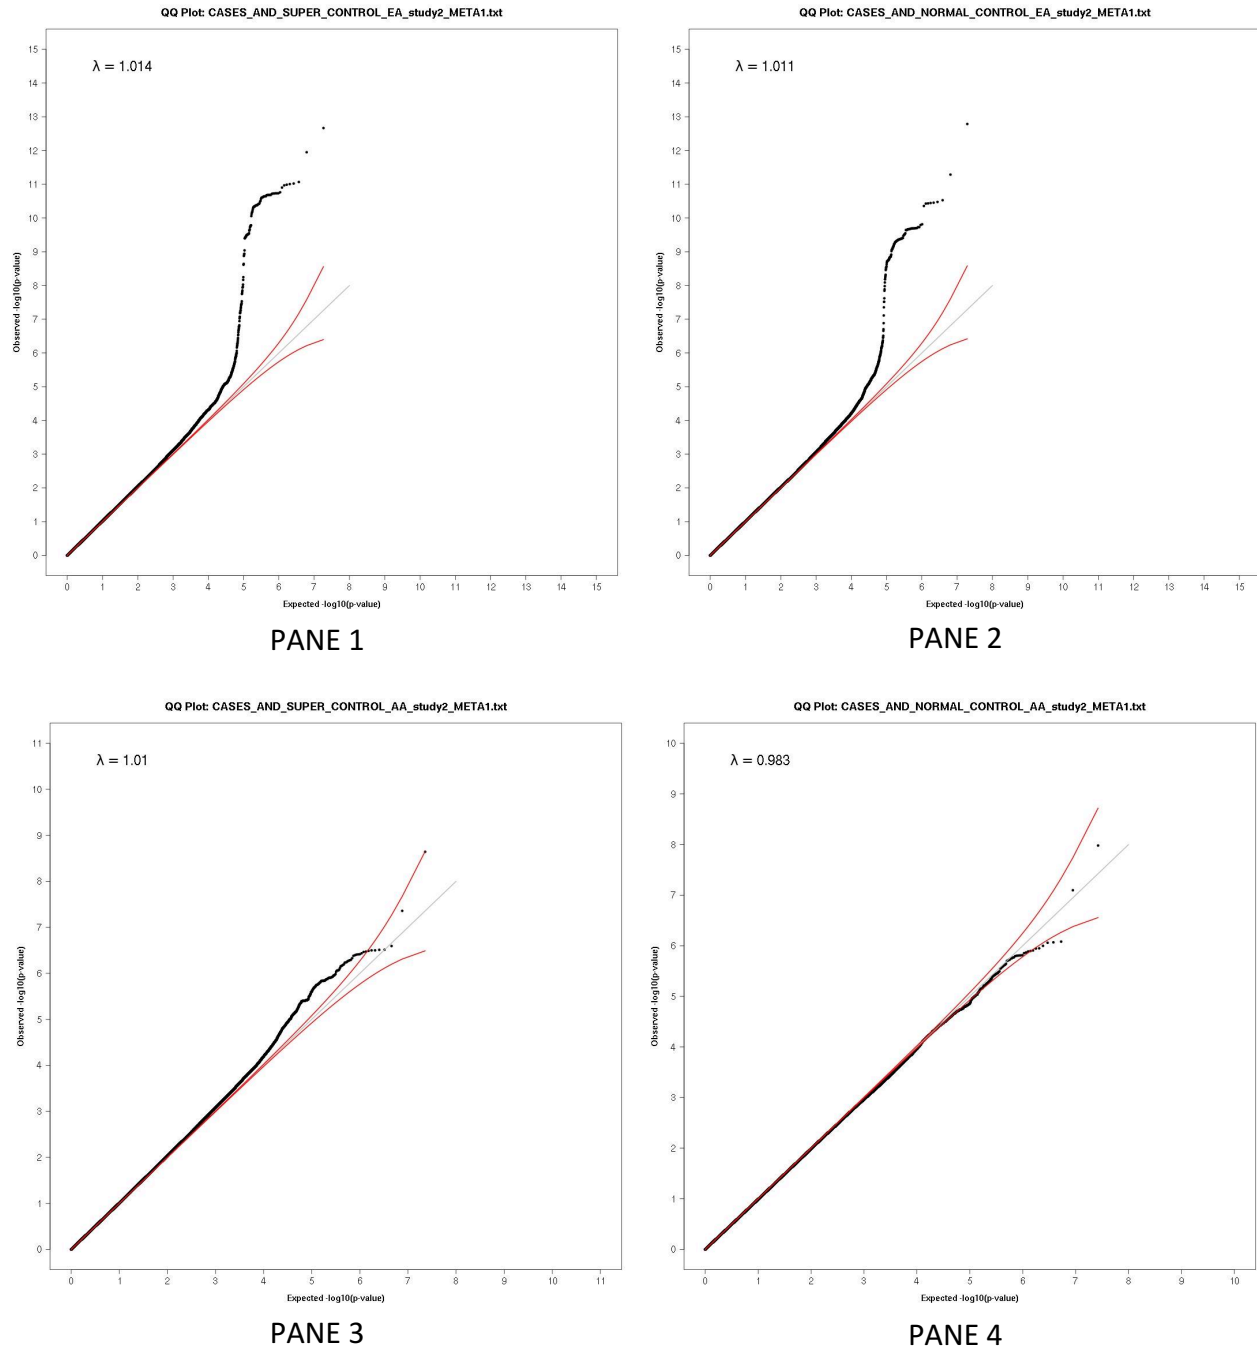 QQ Plot: CASES_AND_SUPER_CONTROL_EA_study2_META1.txt
λ = 1.014
15
14
13
12
11
10
9
8
7
6
5
4
3
2
1
0
Observed -log10(p-value)
0 1 2 3 4 5 6 7 8 9 10 11 12 13 14 15
Expected -log10(p-value)
PANE 1
QQ Plot: CASES_AND_NORMAL_CONTROL_EA_study2_META1.txt
λ = 1.011
15
14
13
12
11
10
9
8
7
6
5
4
3
2
1
0
Observed -log10(p-value)
0 1 2 3 4 5 6 7 8 9 10 11 12 13 14 15
Expected -log10(p-value)
PANE 2
QQ Plot: CASES_AND_SUPER_CONTROL_AA_study2_META1.txt
λ = 1.01
11
10
9
8
7
6
5
4
3
2
1
0
Observed -log10(p-value)
0 1 2 3 4 5 6 7 8 9 10 11
Expected -log10(p-value)
PANE 3
QQ Plot: CASES_AND_NORMAL_CONTROL_AA_study2_META1.txt
λ = 0.983
10
9
8
7
6
5
4
3
2
1
0
Observed -log10(p-value)
0 1 2 3 4 5 6 7 8 9 10
Expected -log10(p-value)
PANE 4